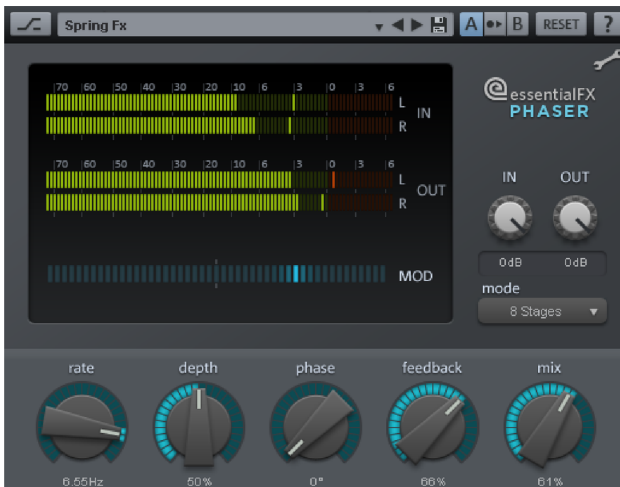 Spring Fx A B RESET ?
essentialFX
PHASER
70 60 50 40 30 20 10 6 3 0 3 6
L
IN
R
70 60 50 40 30 20 10 6 3 0 3 6
L
OUT
R
MOD
IN OUT
0dB 0dB
mode
8 Stages
rate depth phase feedback mix
6.55Hz 50% 0° 66% 61%